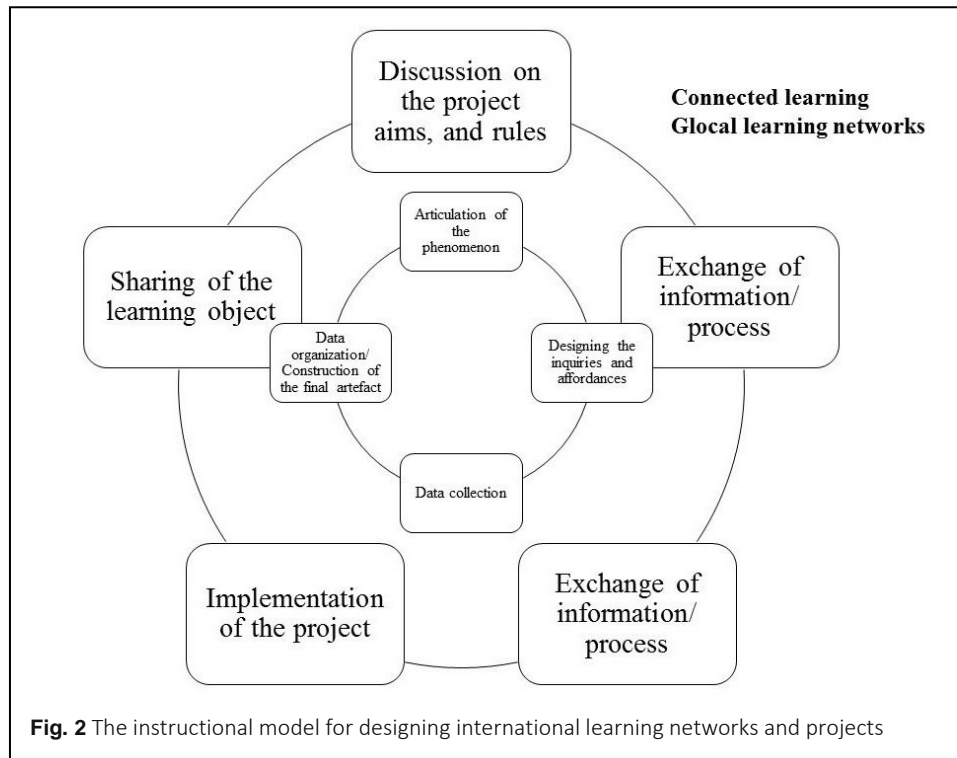 Discussion on
the project
aims, and rules
Connected learning
Glocal learning networks
Articulation of
the
phenomenon
Sharing of the
learning object
Exchange of
information/
process
Data
organization/
Construction of
the final artefact
Designing the
inquiries and
affordances
Data collection
Implementation
of the project
Exchange of
information/
process
Fig. 2 The instructional model for designing international learning networks and projects